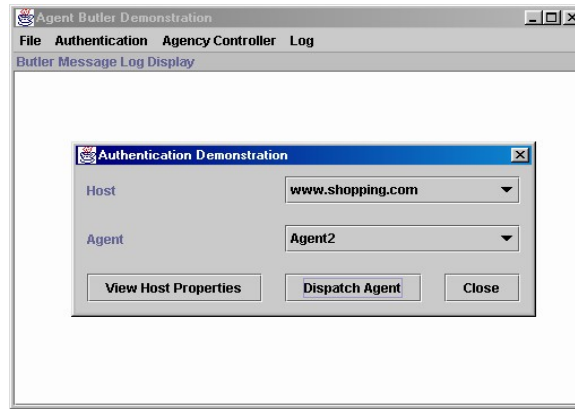 Agent Butler Demonstration
File Authentication Agency Controller Log
Butler Message Log Display
Authentication Demonstration
Host www.shopping.com
Agent Agent2
View Host Properties Dispatch Agent Close